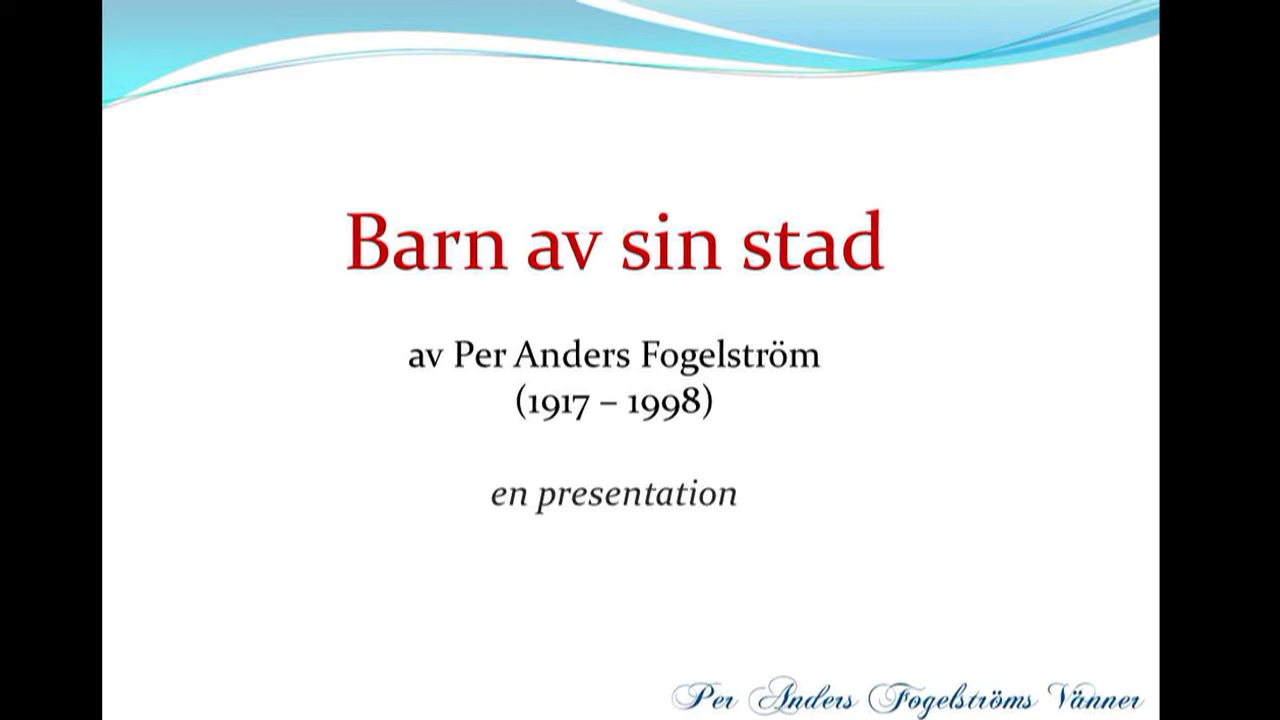 Barn av sin stad
av Per Anders Fogelström
(1917 – 1998)
en presentation
Per Anders Fogelströms Vänner